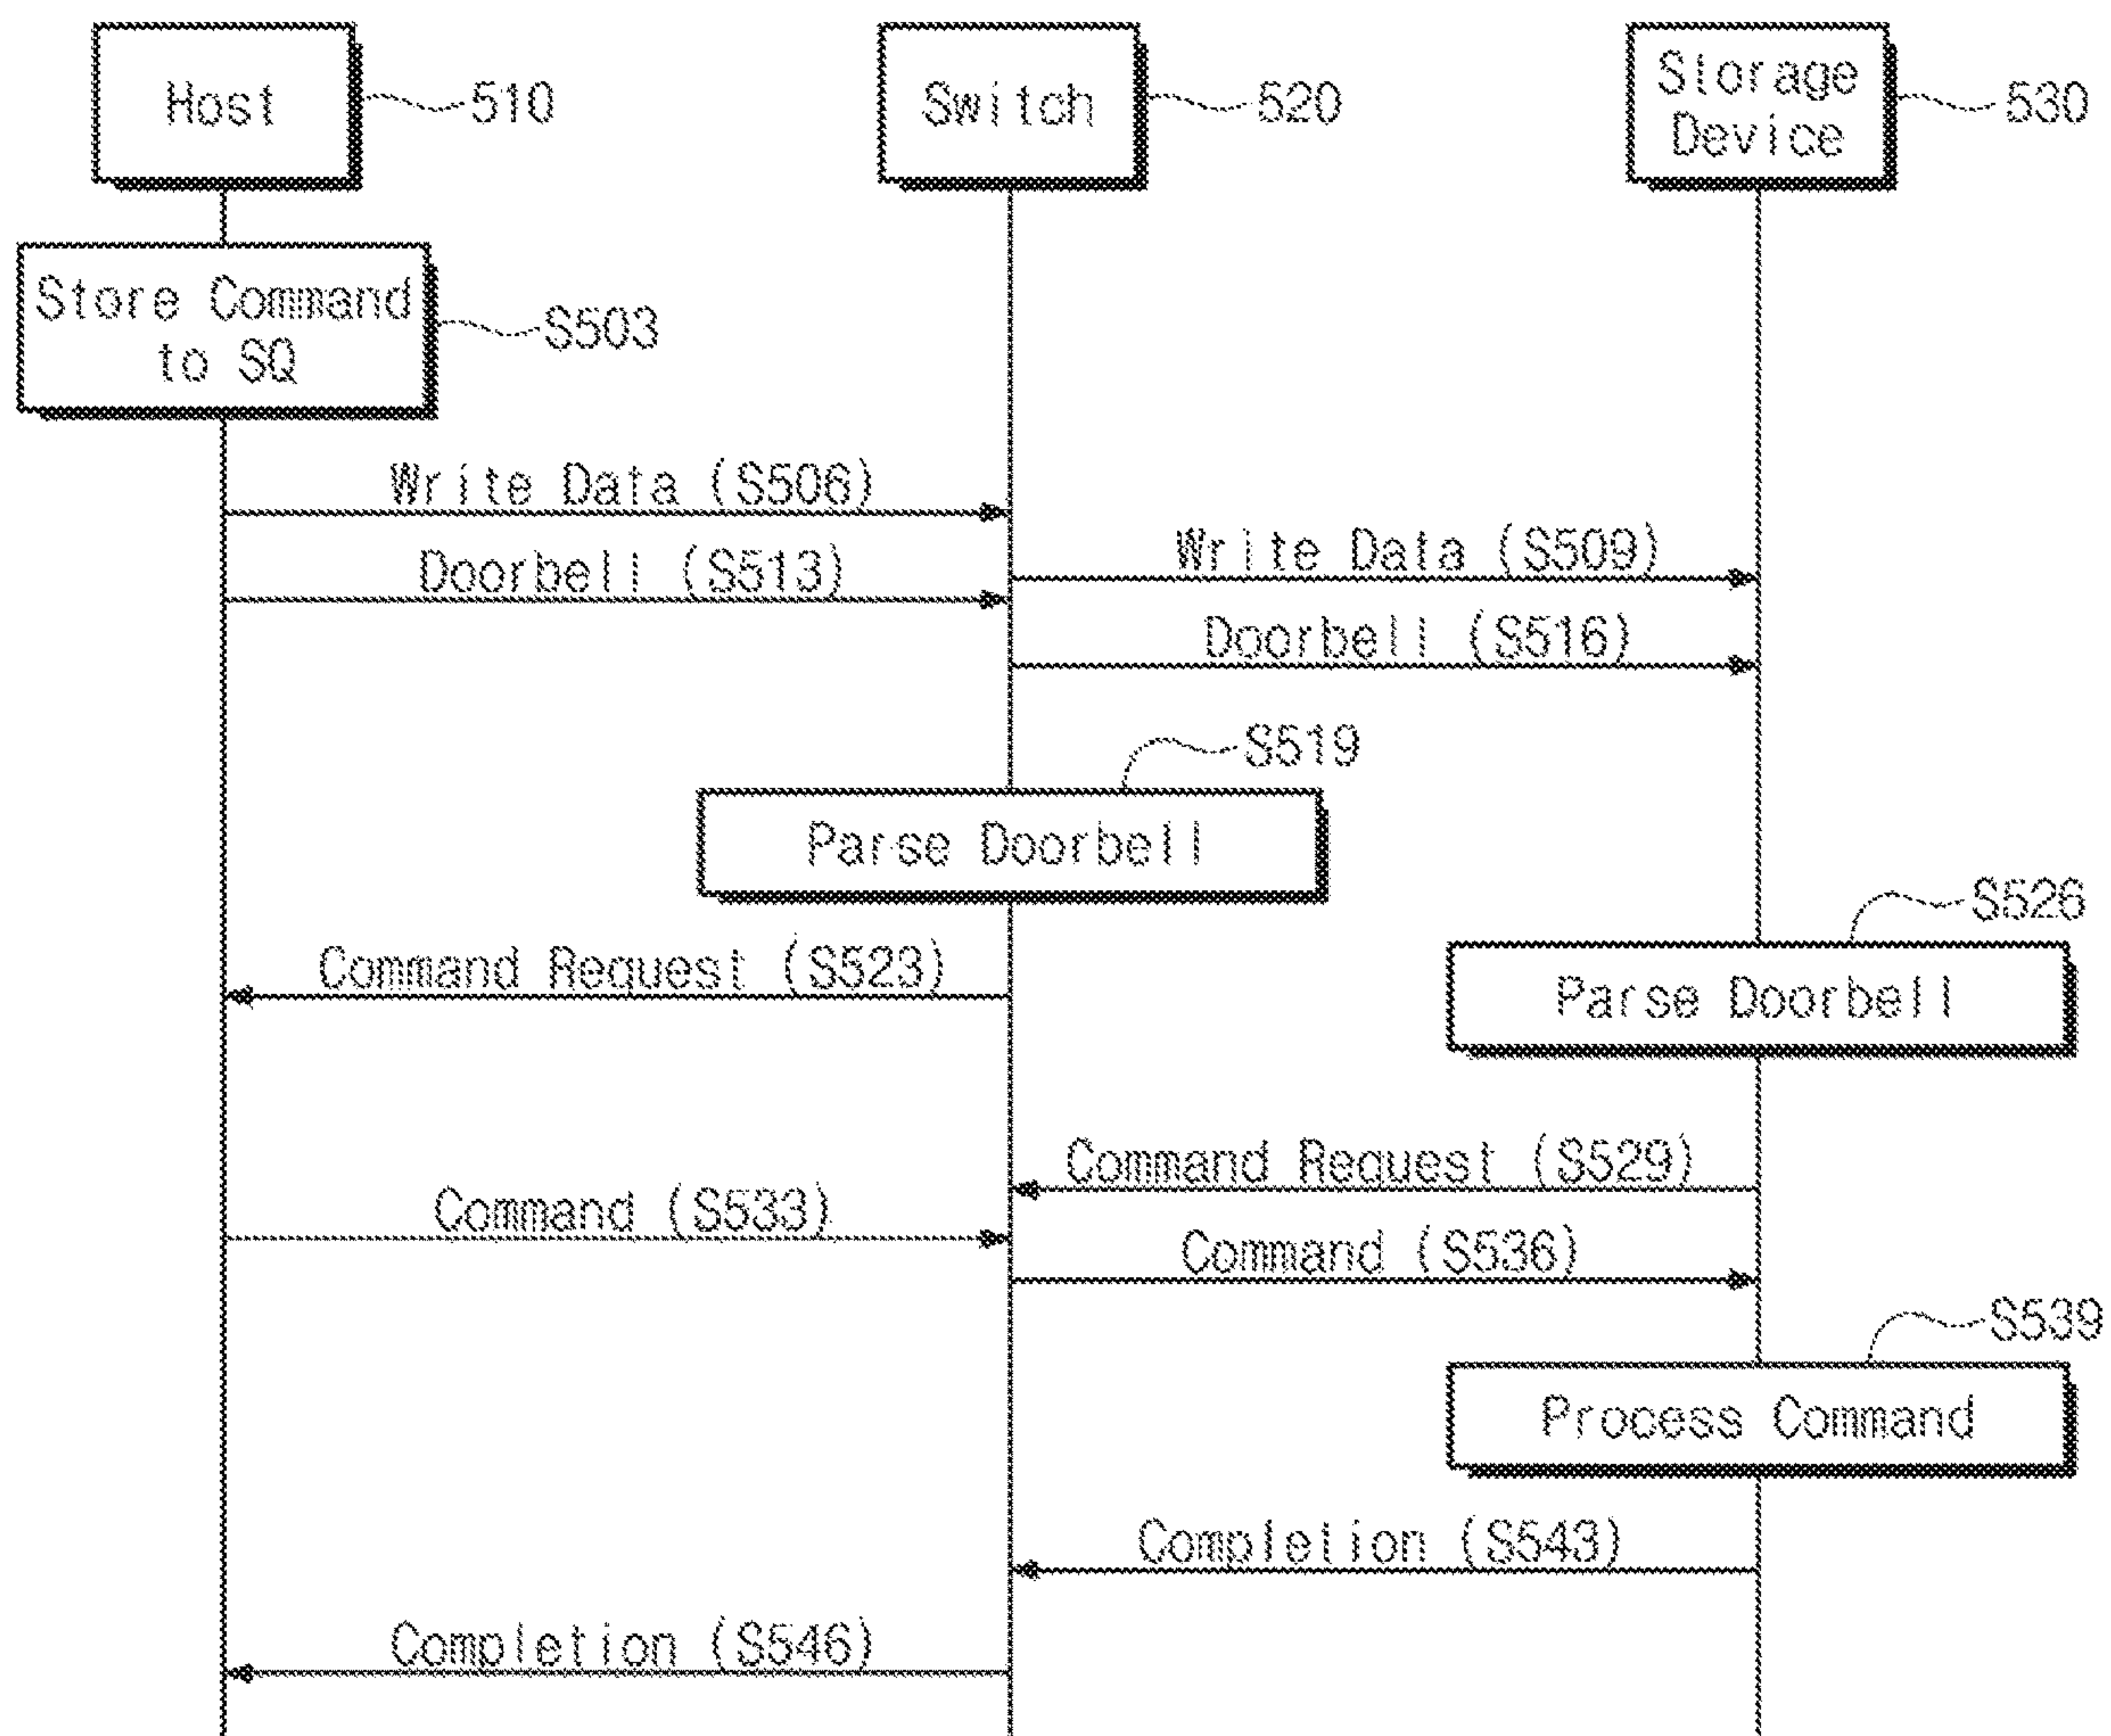 Host
510
Switch
520
Storage
Device
530
Store Command
to SQ
S503
Write Data (S506)
Write Data (S509)
Doorbell (S513)
Doorbell (S516)
S519
Parse Doorbell
S526
Command Request (S523)
Parse Doorbell
Command Request (S529)
Command (S533)
Command (S536)
S539
Process Command
Completion (S543)
Completion (S546)